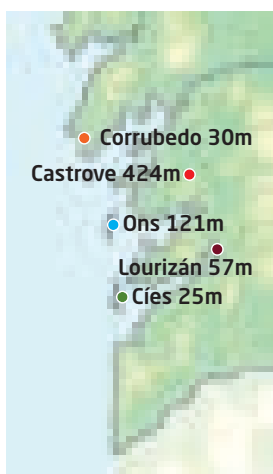 Corrubedo 30m
Castrove 424m
Ons 121m
Lourizán 57m
Cíes 25m